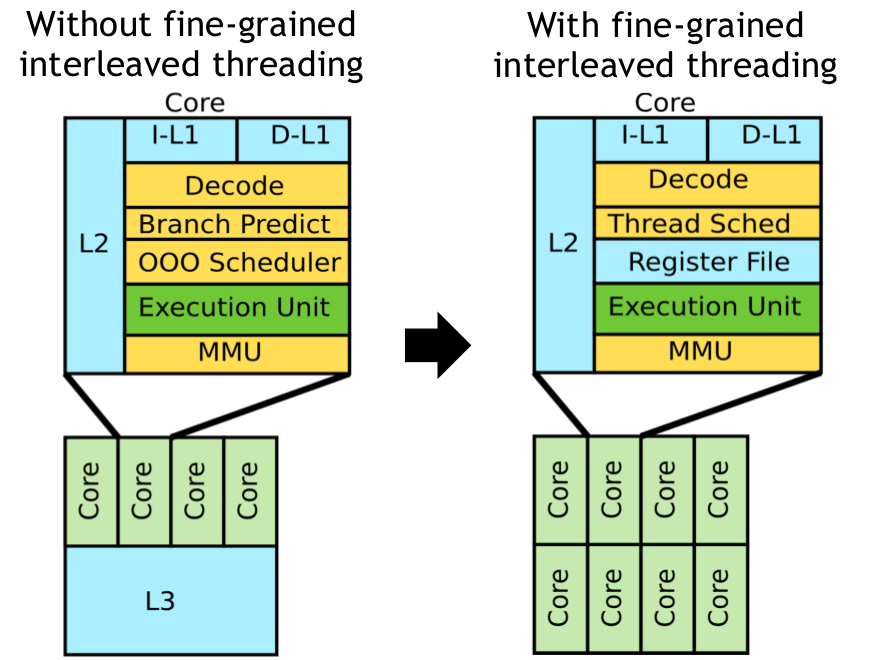 Without fine-grained
interleaved threading
Core
I-L1
D-L1
L2
Decode
Branch Predict
OOO Scheduler
Execution Unit
MMU
Core
Core
Core
Core
L3
With fine-grained
interleaved threading
Core
I-L1
D-L1
L2
Decode
Thread Sched
Register File
Execution Unit
MMU
Core
Core
Core
Core
Core
Core
Core
Core